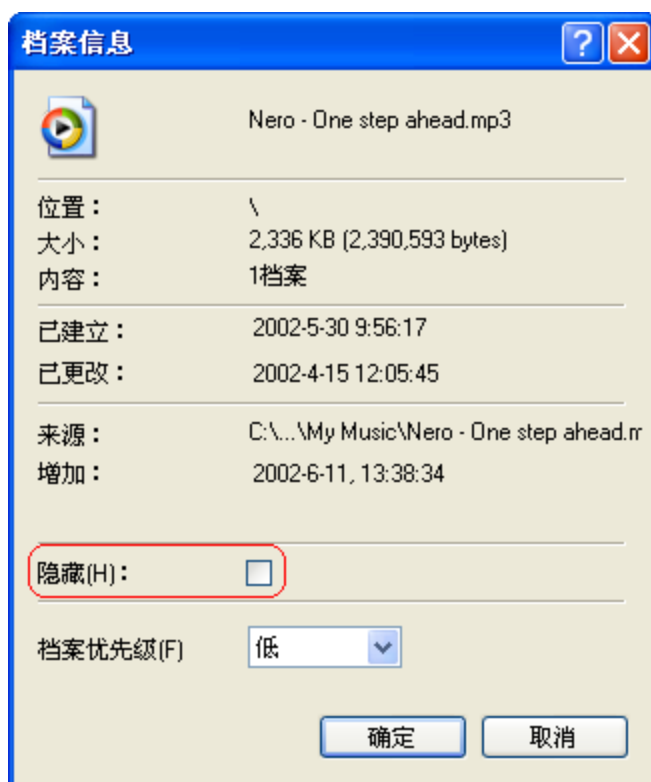 档案信息
Nero - One step ahead.mp3
位置： \
大小： 2,336 KB (2,390,593 bytes)
内容： 1档案
已建立： 2002-5-30 9:56:17
已更改： 2002-4-15 12:05:45
来源： C:\...\My Music\Nero - One step ahead.m
增加： 2002-6-11, 13:38:34
隐藏(H)：
档案优先级(F) 低
确定 取消